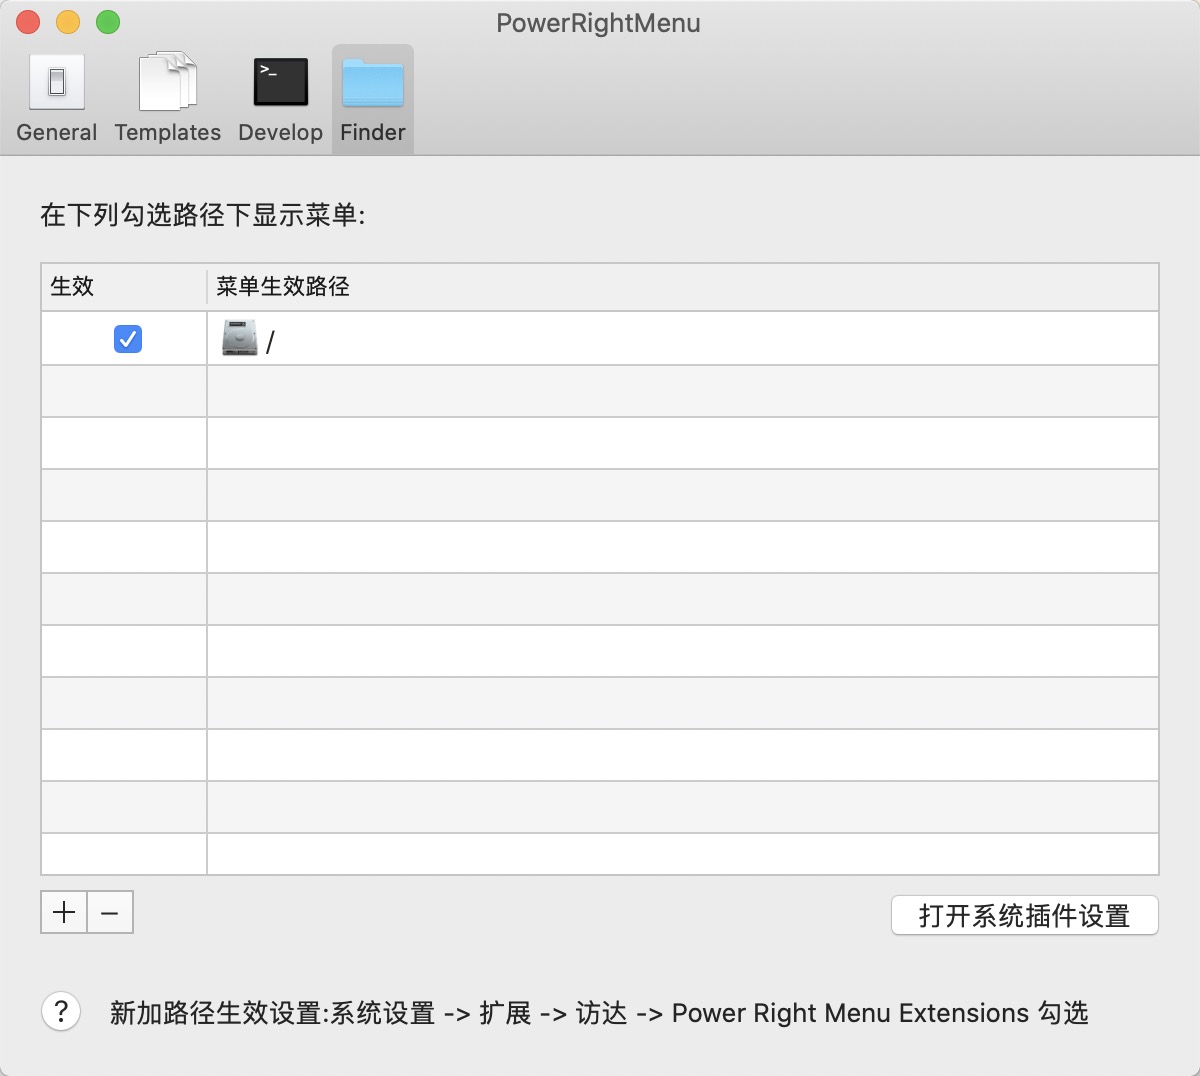 PowerRightMenu
General Templates Develop Finder
在下列勾选路径下显示菜单:
生效 菜单生效路径
/
打开系统插件设置
? 新加路径生效设置:系统设置 -> 扩展 -> 访达 -> Power Right Menu Extensions 勾选